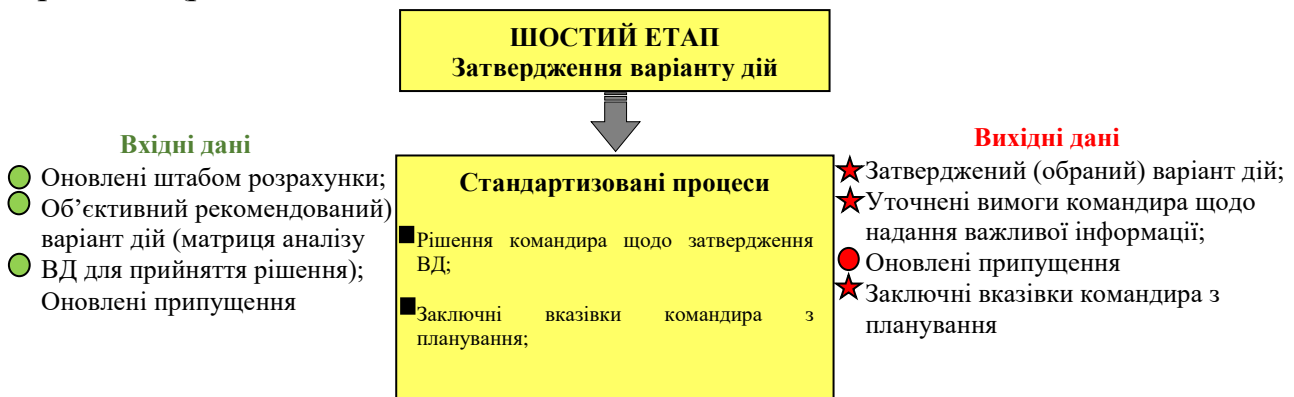 ШОСТИЙ ЕТАП
Затвердження варіанту дій
Вхідні дані
Оновлені штабом розрахунки;
Об’єктивний рекомендований)
варіант дій (матриця аналізу
ВД для прийняття рішення);
Оновлені припущення
Стандартизовані процеси
Рішення командира щодо затвердження
ВД;
Заключні вказівки командира з
планування;
Вихідні дані
Затверджений (обраний) варіант дій;
Уточнені вимоги командира щодо
надання важливої інформації;
Оновлені припущення
Заключні вказівки командира з
планування